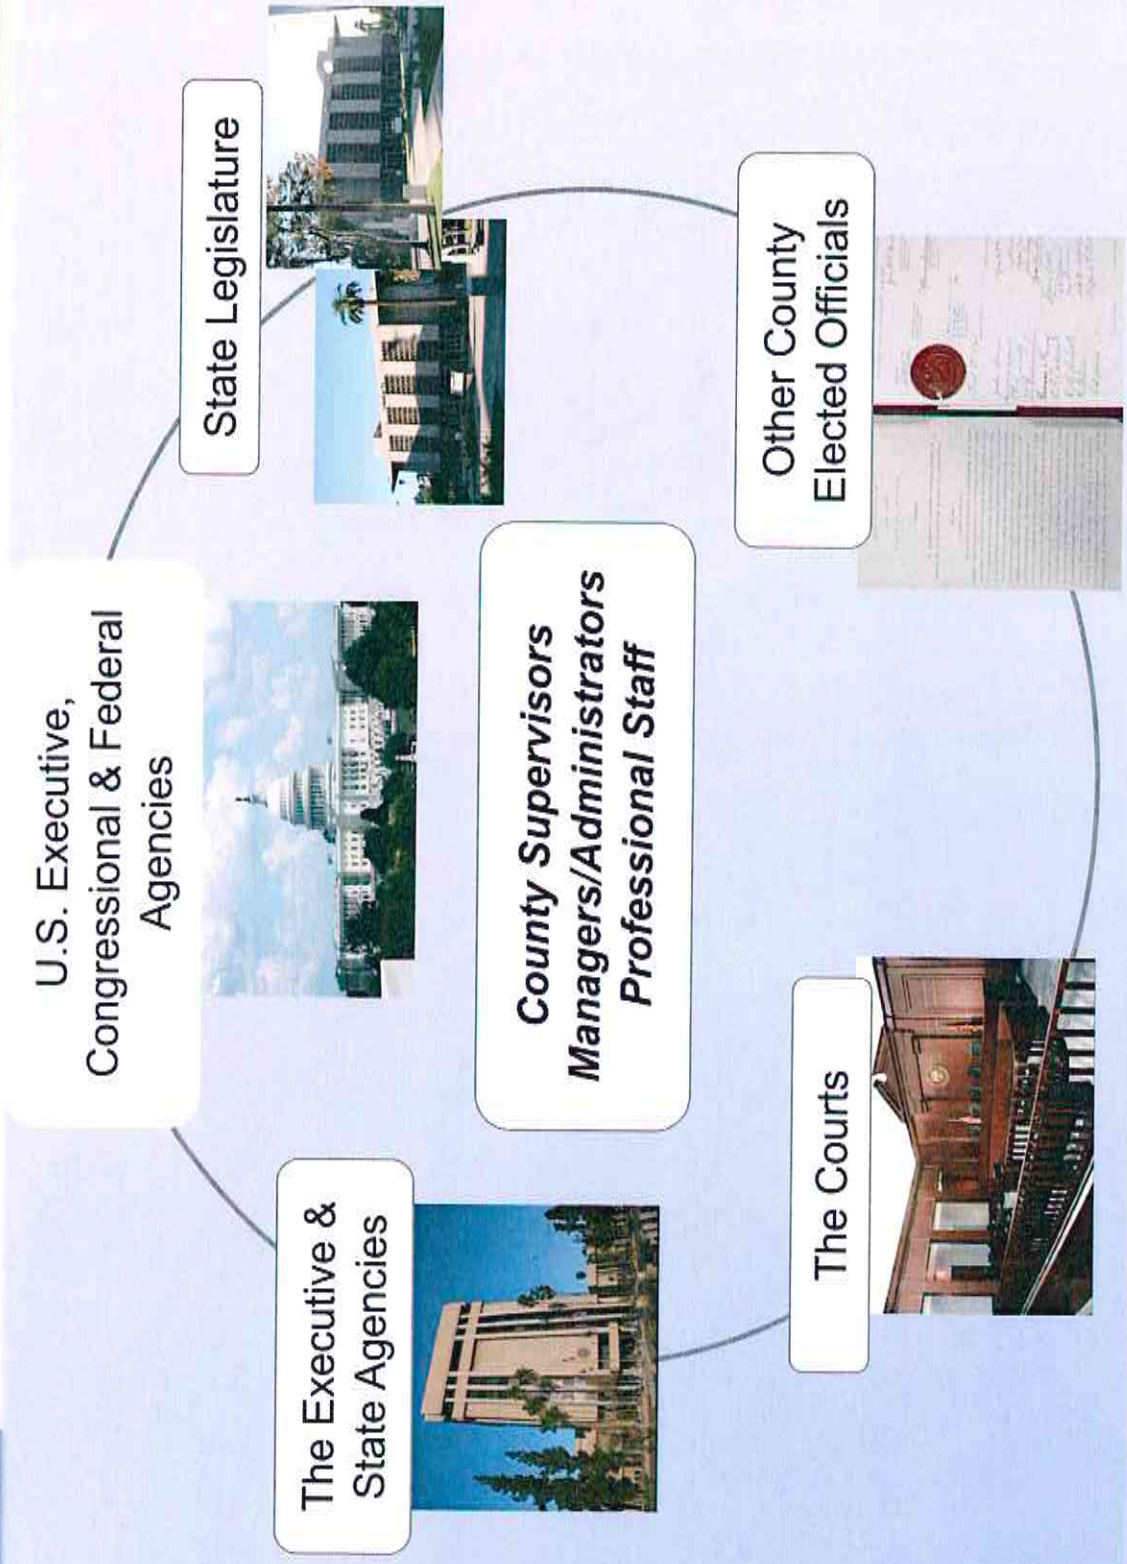 U.S. Executive,
Congressional & Federal
Agencies
State Legislature
The Executive &
State Agencies
County Supervisors
Managers/Administrators
Professional Staff
Other County
Elected Officials
The Courts